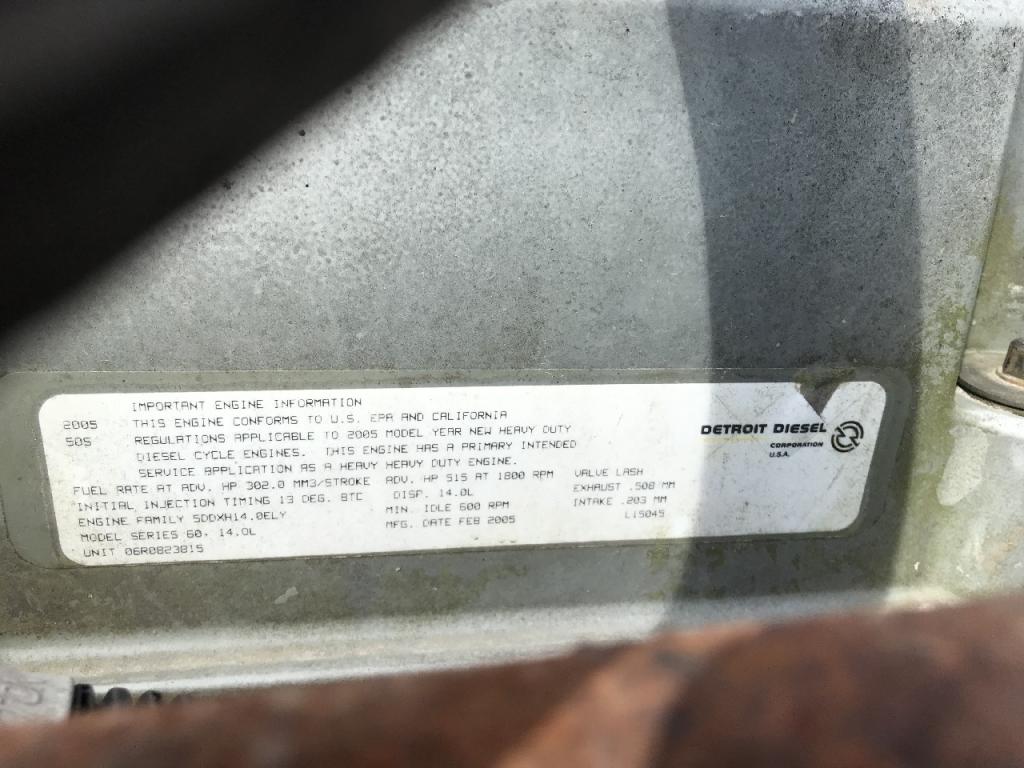 IMPORTANT ENGINE INFORMATION
2005 THIS ENGINE CONFORMS TO U.S. EPA AND CALIFORNIA
50S REGULATIONS APPLICABLE TO 2005 MODEL YEAR NEW HEAVY DUTY
DIESEL CYCLE ENGINES. THIS ENGINE HAS A PRIMARY INTENDED
SERVICE APPLICATION AS A HEAVY HEAVY DUTY ENGINE.
FUEL RATE AT ADV. HP 302.0 MM3/STROKE ADV. HP 515 AT 1800 RPM VALVE LASH
INITIAL INJECTION TIMING 13 DEG. BTC DISP. 14.0L EXHAUST .508 MM
ENGINE FAMILY 5DDXH14.0ELY MIN. IDLE 600 RPM INTAKE .203 MM
MODEL SERIES 60, 14.0L MFG. DATE FEB 2005 L15045
UNIT 06R0823815
DETROIT DIESEL
CORPORATION
U.S.A.